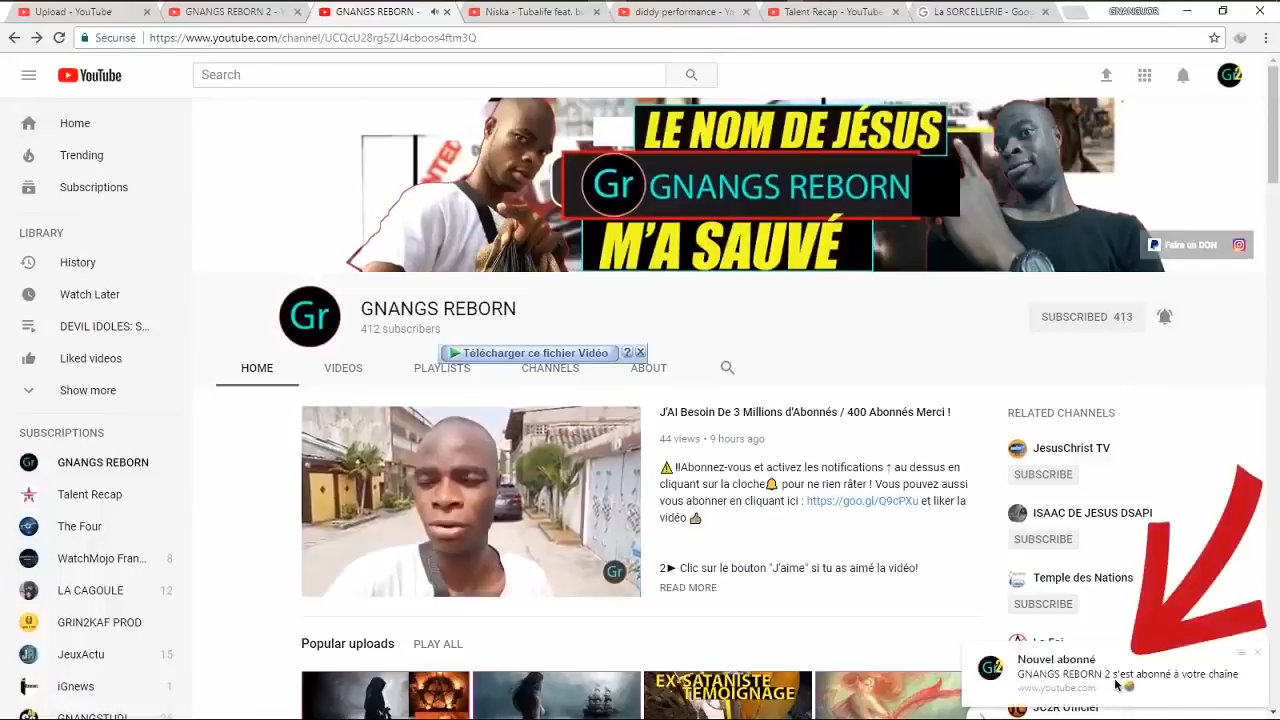 Upload - YouTube
GNANGS REBORN 2 - Y
GNANGS REBORN -
Niska - Tubalife feat. b
diddy performance - Yo
Talent Recap - YouTube
La SORCELLERIE - Goo
GNANGUOR
Sécurisé
https://www.youtube.com/channel/UCQcU28rg5ZU4cboos4ftm3Q
YouTube
Search
Gr2
Home
Trending
Subscriptions
LIBRARY
History
Watch Later
DEVIL IDOLES: S...
Liked videos
Show more
SUBSCRIPTIONS
GNANGS REBORN
Talent Recap
The Four
WatchMojo Fran... 8
LA CAGOULE 12
GRIN2KAF PROD
JeuxActu 15
iGnews 1
LE NOM DE JÉSUS
Gr GNANGS REBORN
M'A SAUVÉ
Faire un DON
Gr
GNANGS REBORN
412 subscribers
SUBSCRIBED 413
Télécharger ce fichier Vidéo
HOME VIDEOS PLAYLISTS CHANNELS ABOUT
J'AI Besoin De 3 Millions d'Abonnés / 400 Abonnés Merci !
44 views • 9 hours ago
⚠‼Abonnez-vous et activez les notifications ↑ au dessus en
cliquant sur la cloche🔔 pour ne rien râter ! Vous pouvez aussi
vous abonner en cliquant ici : https://goo.gl/Q9cPXu et liker la
vidéo 👍
2► Clic sur le bouton "J'aime" si tu as aimé la vidéo!
READ MORE
Gr
Popular uploads PLAY ALL
EX-SATANISTE
TÉMOIGNAGE
RELATED CHANNELS
JesusChrist TV
SUBSCRIBE
ISAAC DE JESUS DSAPI
SUBSCRIBE
Temple des Nations
SUBSCRIBE
Nouvel abonné
GNANGS REBORN 2 s'est abonné à votre chaîne
www.youtube.com
JC2R Officiel